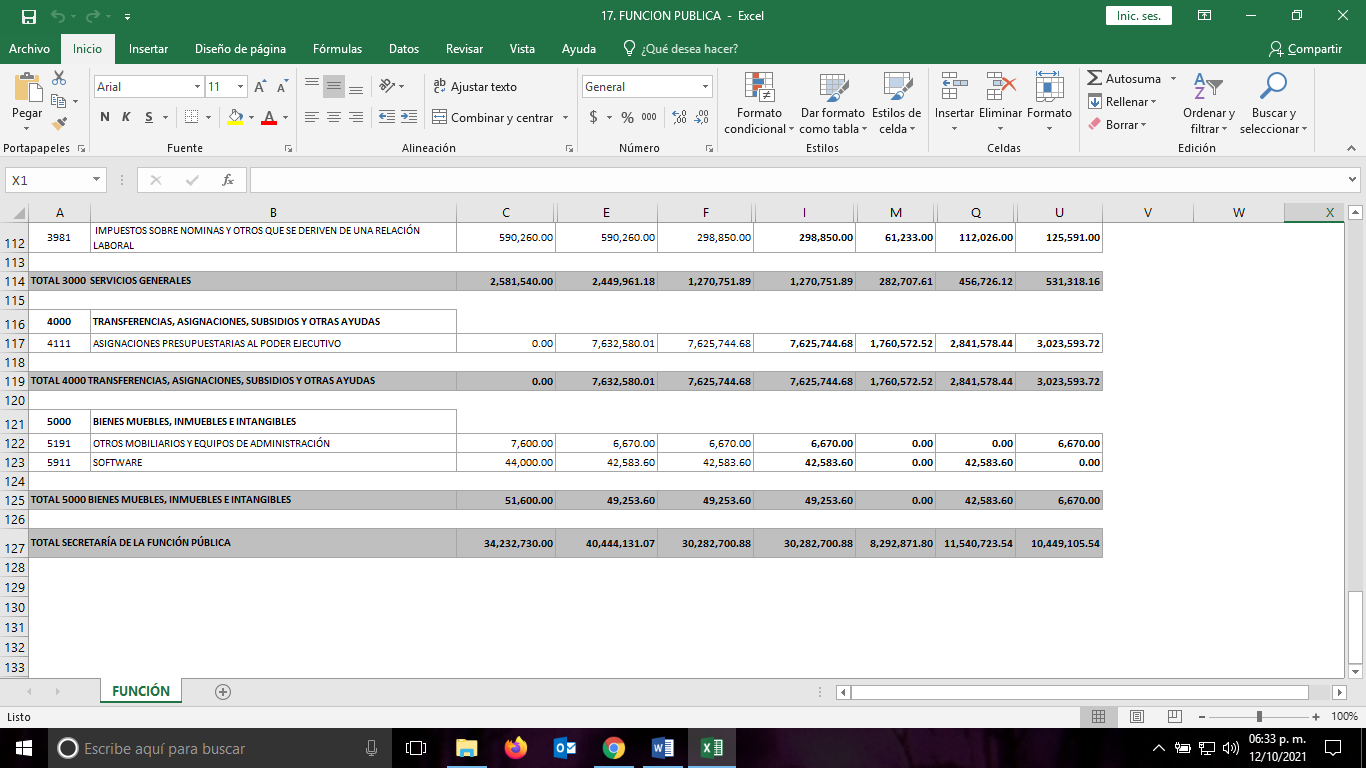 17. FUNCION PUBLICA - Excel
Inic. ses.
Archivo Inicio Insertar Diseño de página Fórmulas Datos Revisar Vista Ayuda ¿Qué desea hacer? Compartir
Pegar
Arial 11
N K S
Ajustar texto
Combinar y centrar
General
$ % 000
Formato condicional
Dar formato como tabla
Estilos de celda
Insertar Eliminar Formato
Autosuma
Rellenar
Borrar
Ordenar y filtrar
Buscar y seleccionar
Portapapeles Fuente Alineación Número Estilos Celdas Edición
X1 fx
A B C E F I M Q U V W X
112 3981 IMPUESTOS SOBRE NOMINAS Y OTROS QUE SE DERIVEN DE UNA RELACIÓN LABORAL 590,260.00 590,260.00 298,850.00 298,850.00 61,233.00 112,026.00 125,591.00
113
114 TOTAL 3000 SERVICIOS GENERALES 2,581,540.00 2,449,961.18 1,270,751.89 1,270,751.89 282,707.61 456,726.12 531,318.16
115
116 4000 TRANSFERENCIAS, ASIGNACIONES, SUBSIDIOS Y OTRAS AYUDAS
117 4111 ASIGNACIONES PRESUPUESTARIAS AL PODER EJECUTIVO 0.00 7,632,580.01 7,625,744.68 7,625,744.68 1,760,572.52 2,841,578.44 3,023,593.72
118
119 TOTAL 4000 TRANSFERENCIAS, ASIGNACIONES, SUBSIDIOS Y OTRAS AYUDAS 0.00 7,632,580.01 7,625,744.68 7,625,744.68 1,760,572.52 2,841,578.44 3,023,593.72
120
121 5000 BIENES MUEBLES, INMUEBLES E INTANGIBLES
122 5191 OTROS MOBILIARIOS Y EQUIPOS DE ADMINISTRACIÓN 7,600.00 6,670.00 6,670.00 6,670.00 0.00 0.00 6,670.00
123 5911 SOFTWARE 44,000.00 42,583.60 42,583.60 42,583.60 0.00 42,583.60 0.00
124
125 TOTAL 5000 BIENES MUEBLES, INMUEBLES E INTANGIBLES 51,600.00 49,253.60 49,253.60 49,253.60 0.00 42,583.60 6,670.00
126
127 TOTAL SECRETARÍA DE LA FUNCIÓN PÚBLICA 34,232,730.00 40,444,131.07 30,282,700.88 30,282,700.88 8,292,871.80 11,540,723.54 10,449,105.54
128
129
130
131
132
133
FUNCIÓN
Listo
100%
Escribe aquí para buscar
06:33 p. m.
12/10/2021